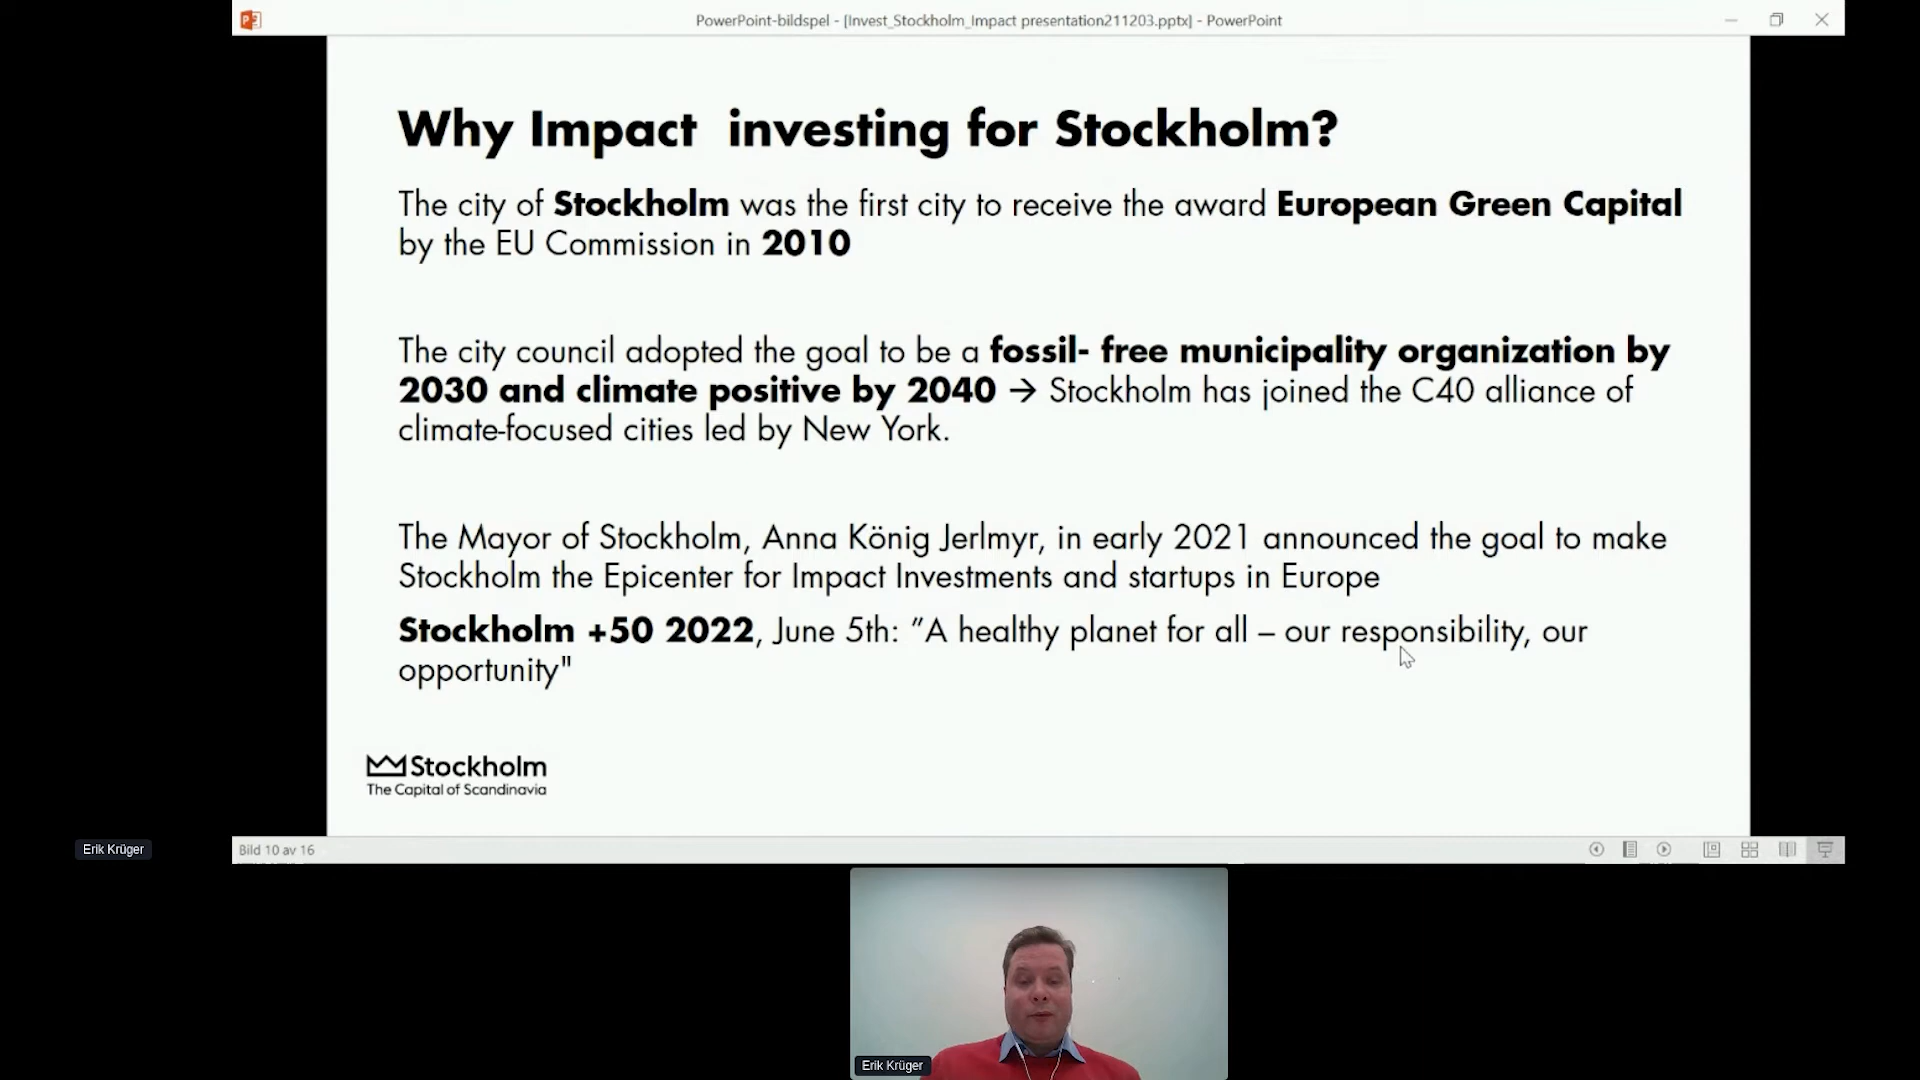 PowerPoint-bildspel - [Invest_Stockholm_Impact presentation211203.pptx] - PowerPoint
Why Impact  investing for Stockholm?
The city of Stockholm was the first city to receive the award European Green Capital
by the EU Commission in 2010
The city council adopted the goal to be a fossil- free municipality organization by
2030 and climate positive by 2040 → Stockholm has joined the C40 alliance of
climate-focused cities led by New York.
The Mayor of Stockholm, Anna König Jerlmyr, in early 2021 announced the goal to make
Stockholm the Epicenter for Impact Investments and startups in Europe
Stockholm +50 2022, June 5th: ”A healthy planet for all – our responsibility, our
opportunity"
Stockholm
The Capital of Scandinavia
Erik Krüger
Bild 10 av 16
Erik Krüger